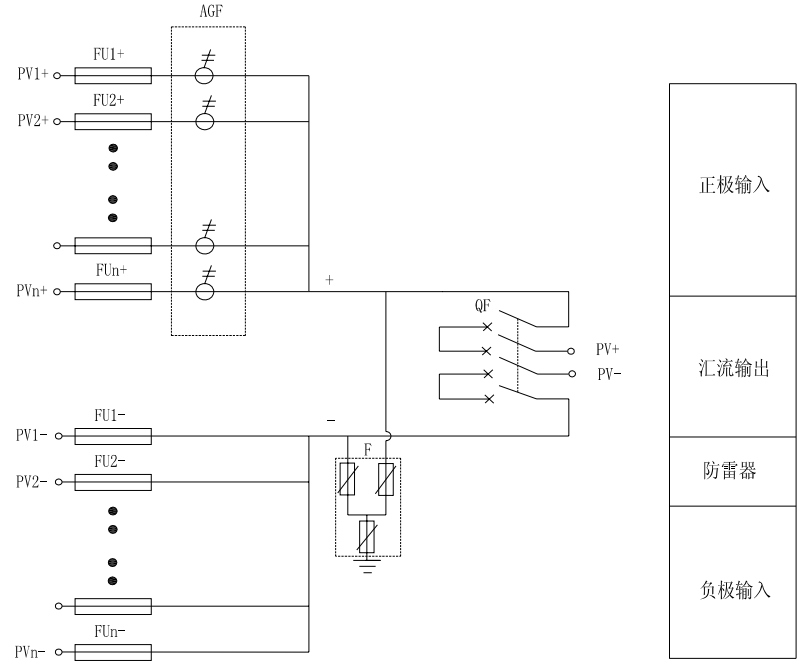 AGF
FU1+
PV1+
FU2+
PV2+
FUn+
PVn+
+
QF
PV+
PV-
-
FU1-
PV1-
F
FU2-
PV2-
FUn-
PVn-
正极输入
汇流输出
防雷器
负极输入